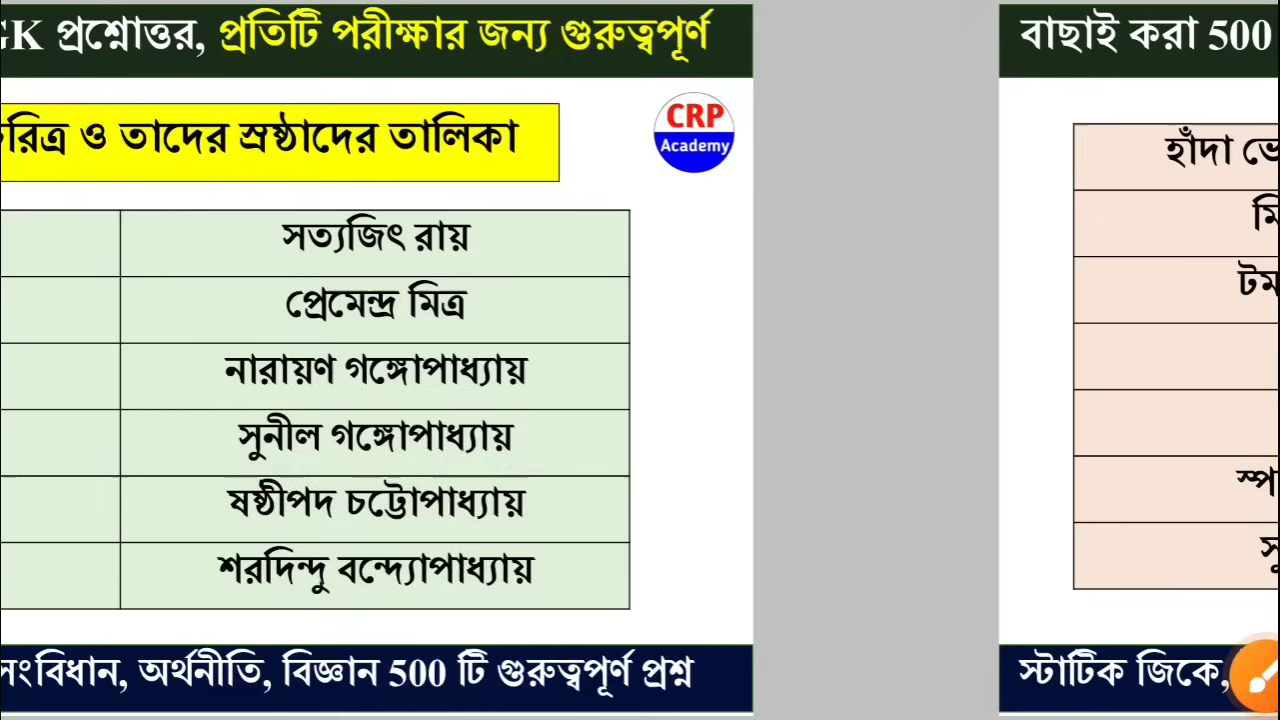 GK প্রশ্নোত্তর, প্রতিটি পরীক্ষার জন্য গুরুত্বপূর্ণ
চরিত্র ও তাদের স্রষ্ঠাদের তালিকা
CRP
Academy
সত্যজিৎ রায়
প্রেমেন্দ্র মিত্র
নারায়ণ গঙ্গোপাধ্যায়
সুনীল গঙ্গোপাধ্যায়
ষষ্ঠীপদ চট্টোপাধ্যায়
শরদিন্দু বন্দ্যোপাধ্যায়
সংবিধান, অর্থনীতি, বিজ্ঞান 500 টি গুরুত্বপূর্ণ প্রশ্ন
বাছাই করা 500
হাঁদা
স্টাটিক জিকে,